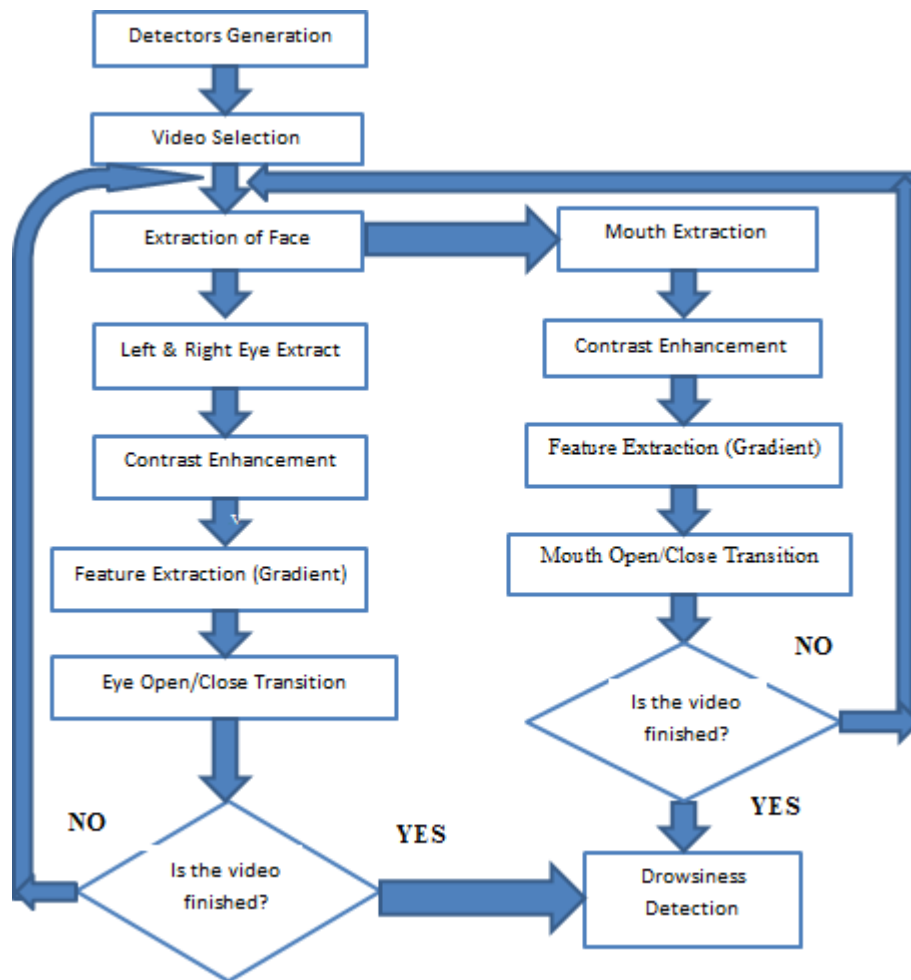 Detectors Generation
Video Selection
Extraction of Face
Left & Right Eye Extract
Contrast Enhancement
Feature Extraction (Gradient)
Eye Open/Close Transition
NO
YES
Is the video
finished?
Mouth Extraction
Contrast Enhancement
Feature Extraction (Gradient)
Mouth Open/Close Transition
NO
Is the video
finished?
YES
Drowsiness
Detection